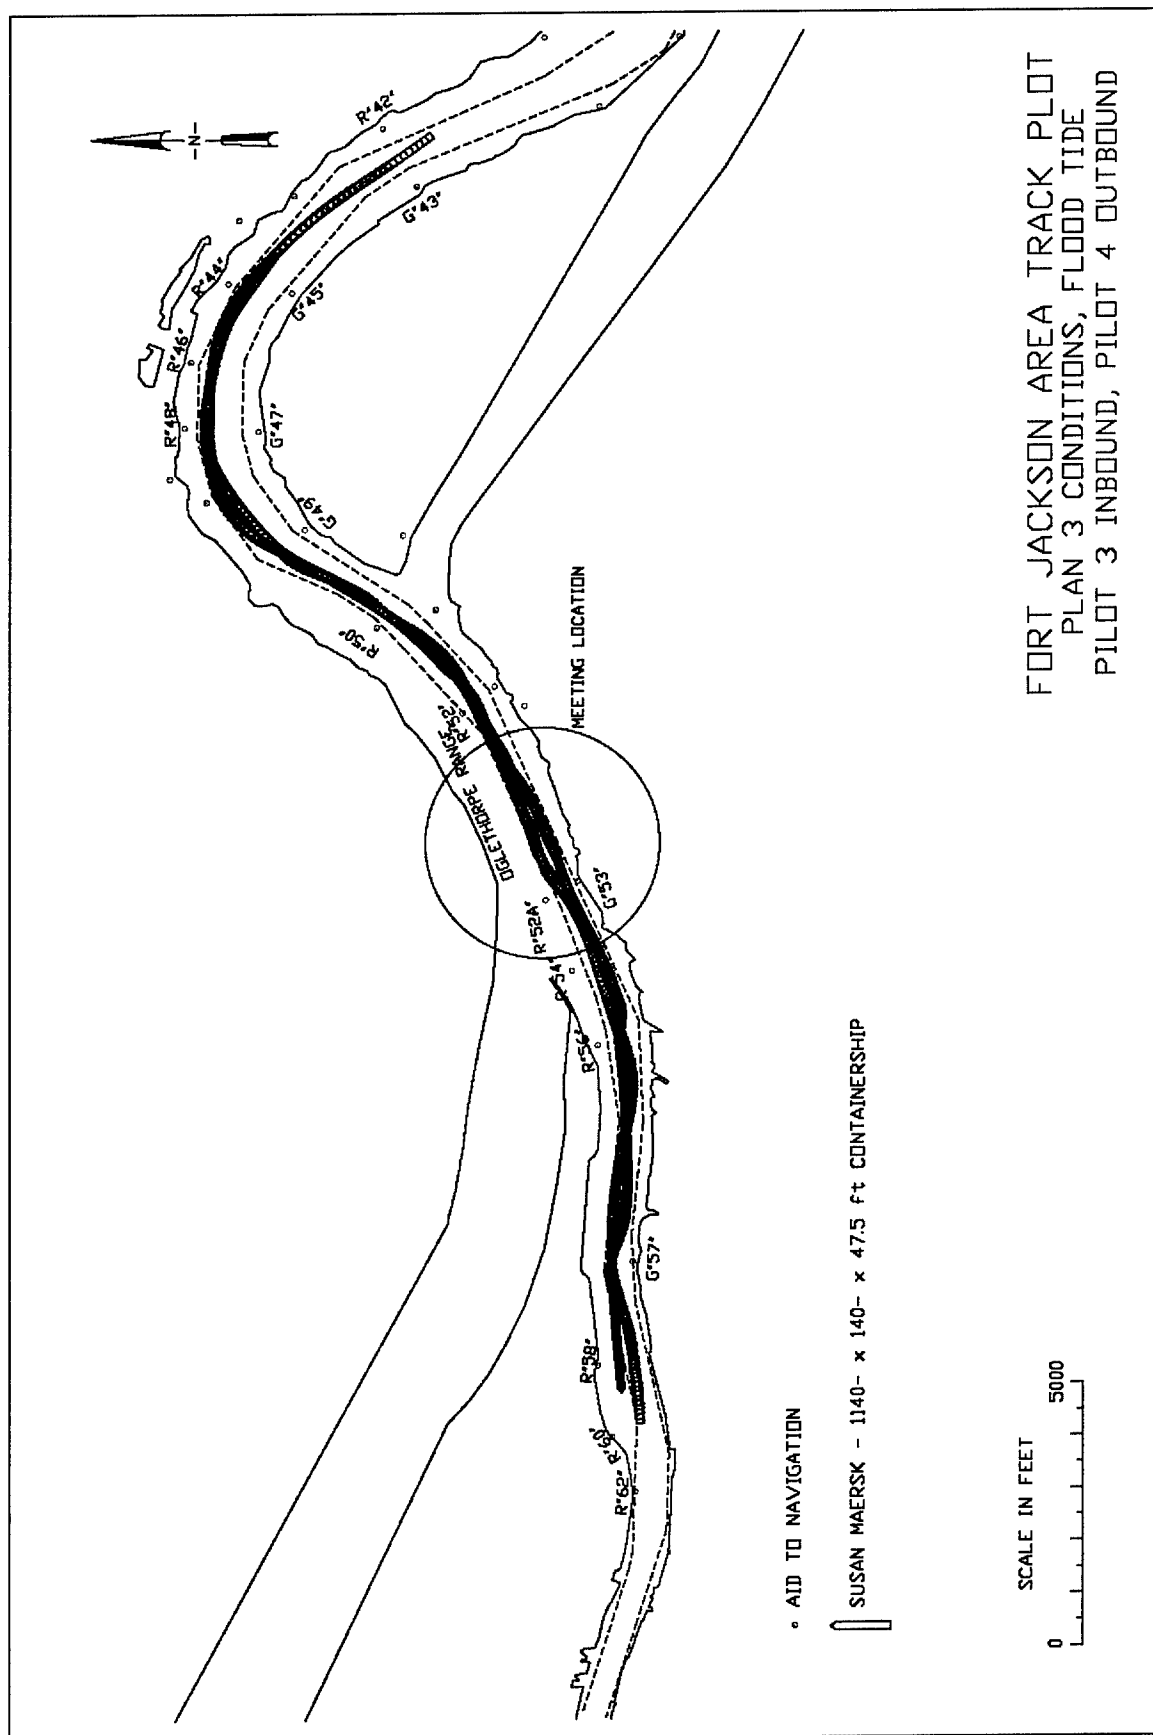 R"42"
-N-
G"43"
R"44"
G"45"
R"46"
R"48"
G"47"
G"49"
R"50"
MEETING LOCATION
R"52"
OGLETHORPE RANGE
R"52A"
G"53"
R"54"
R"56"
G"57"
R"58"
R"60"
R"62"
AID TO NAVIGATION
SUSAN MAERSK - 1140- x 140- x 47.5 ft CONTAINERSHIP
SCALE IN FEET
0 5000
FORT JACKSON AREA TRACK PLOT
PLAN 3 CONDITIONS, FLOOD TIDE
PILOT 3 INBOUND, PILOT 4 OUTBOUND